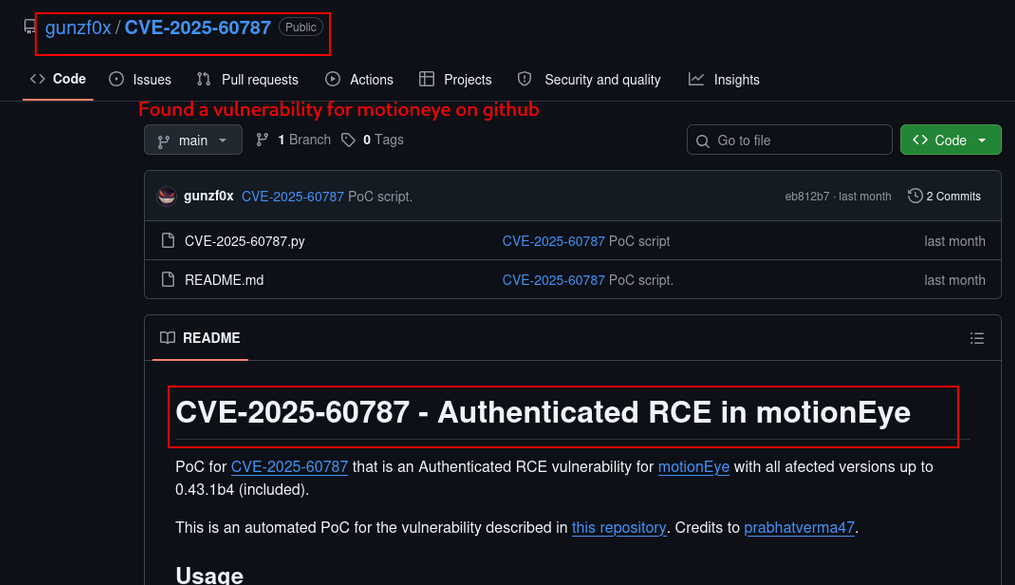 gunzf0x / CVE-2025-60787 Public
Code Issues Pull requests Actions Projects Security and quality Insights
Found a vulnerability for motioneye on github
main 1 Branch 0 Tags Go to file Code
gunzf0x CVE-2025-60787 PoC script. eb812b7 · last month 2 Commits
CVE-2025-60787.py CVE-2025-60787 PoC script last month
README.md CVE-2025-60787 PoC script. last month
README
CVE-2025-60787 - Authenticated RCE in motionEye
PoC for CVE-2025-60787 that is an Authenticated RCE vulnerability for motionEye with all afected versions up to
0.43.1b4 (included).
This is an automated PoC for the vulnerability described in this repository. Credits to prabhatverma47.
Usage